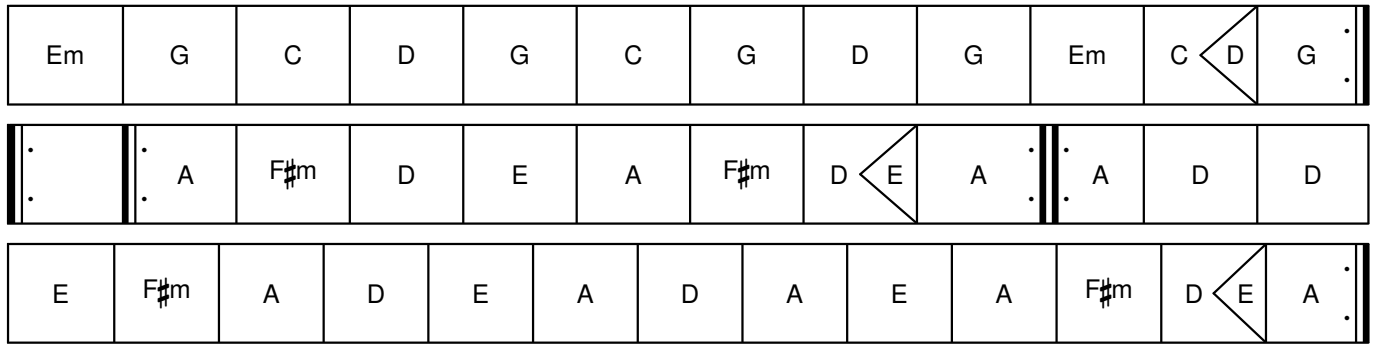 Em G C D G C G D G Em C D G
A F♯m D E A F♯m D E A A D D
E F♯m A D E A D A E A F♯m D E A